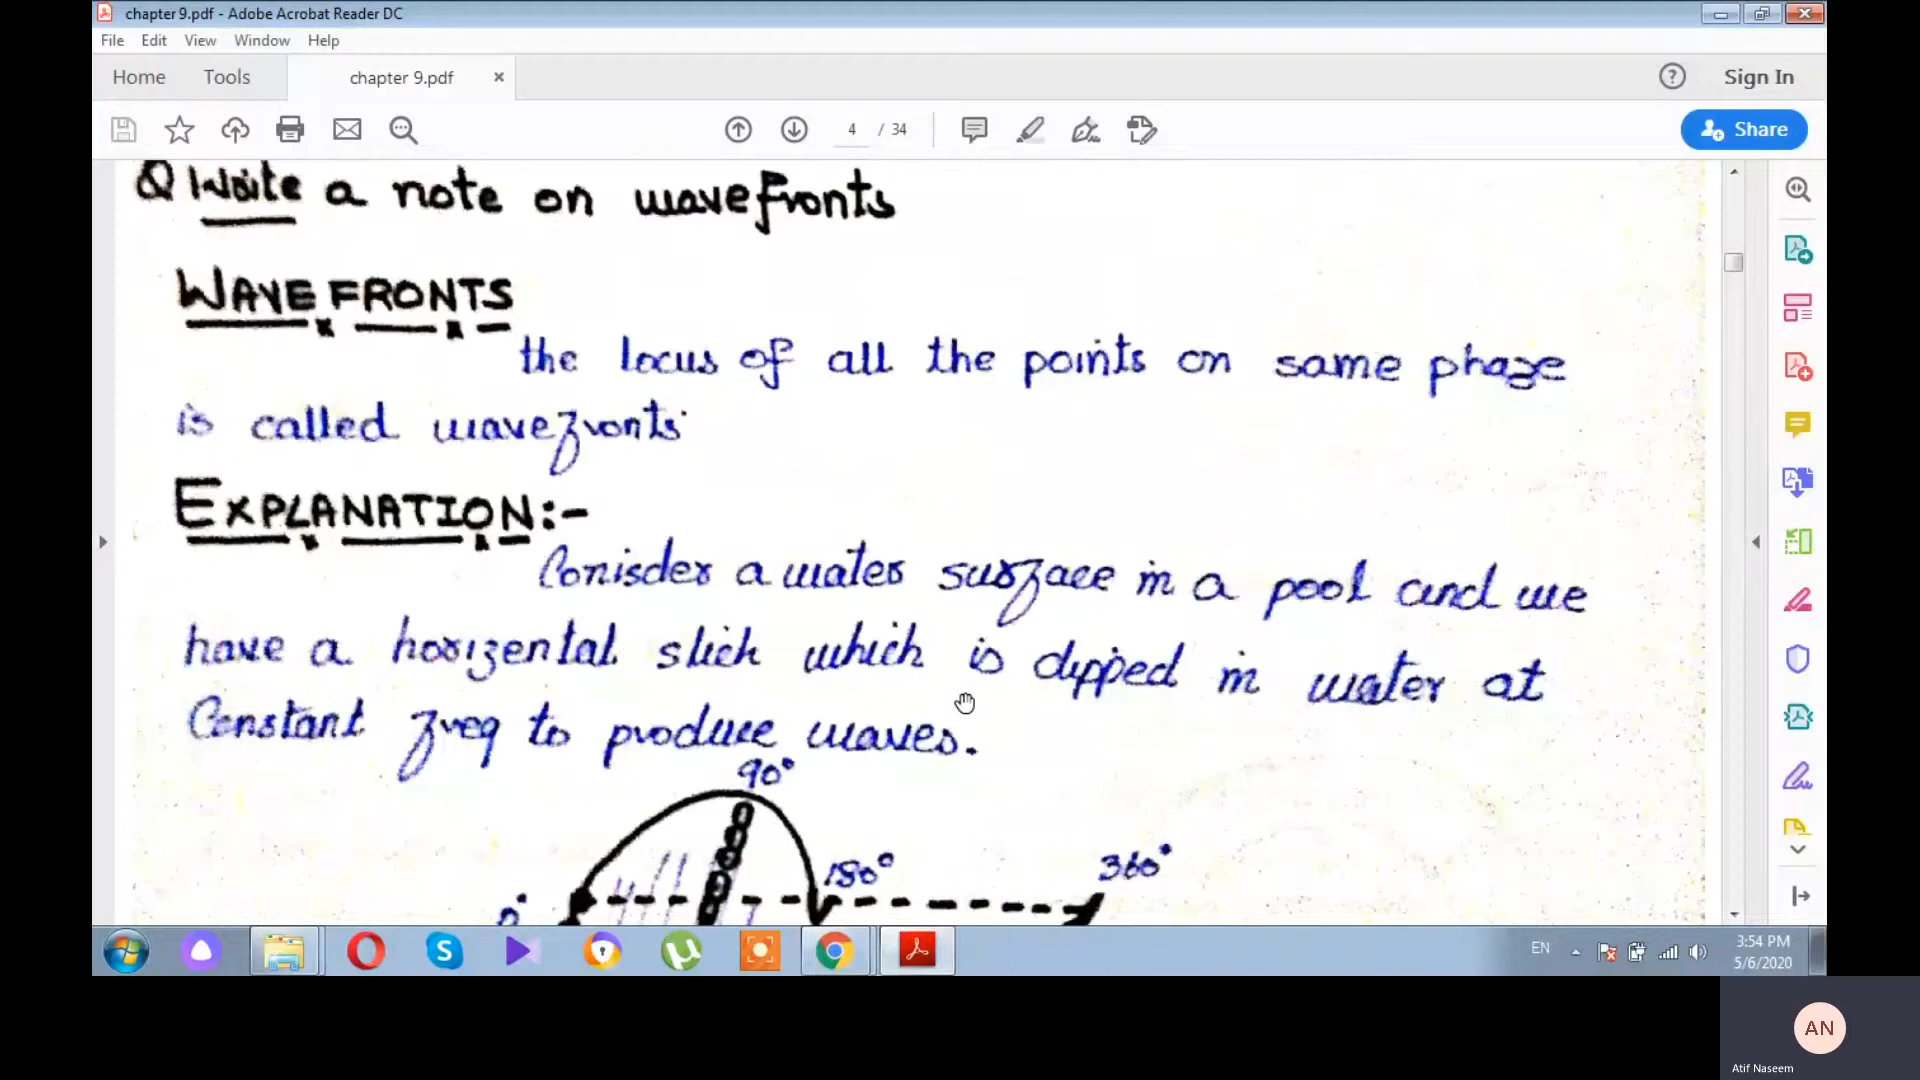 chapter 9.pdf - Adobe Acrobat Reader DC
File Edit View Window Help
Home Tools chapter 9.pdf × ? Sign In
4 / 34 Share
Q Write a note on wavefronts
WAVEFRONTS
the locus of all the points on same phaze
is called wavefronts
EXPLANATION:-
Conisder a water surface in a pool and we
have a horizental stick which is dipped in water at
Constant freq to produce waves.
90°
180° 360°
0°
EN 3:54 PM
5/6/2020
AN
Atif Naseem